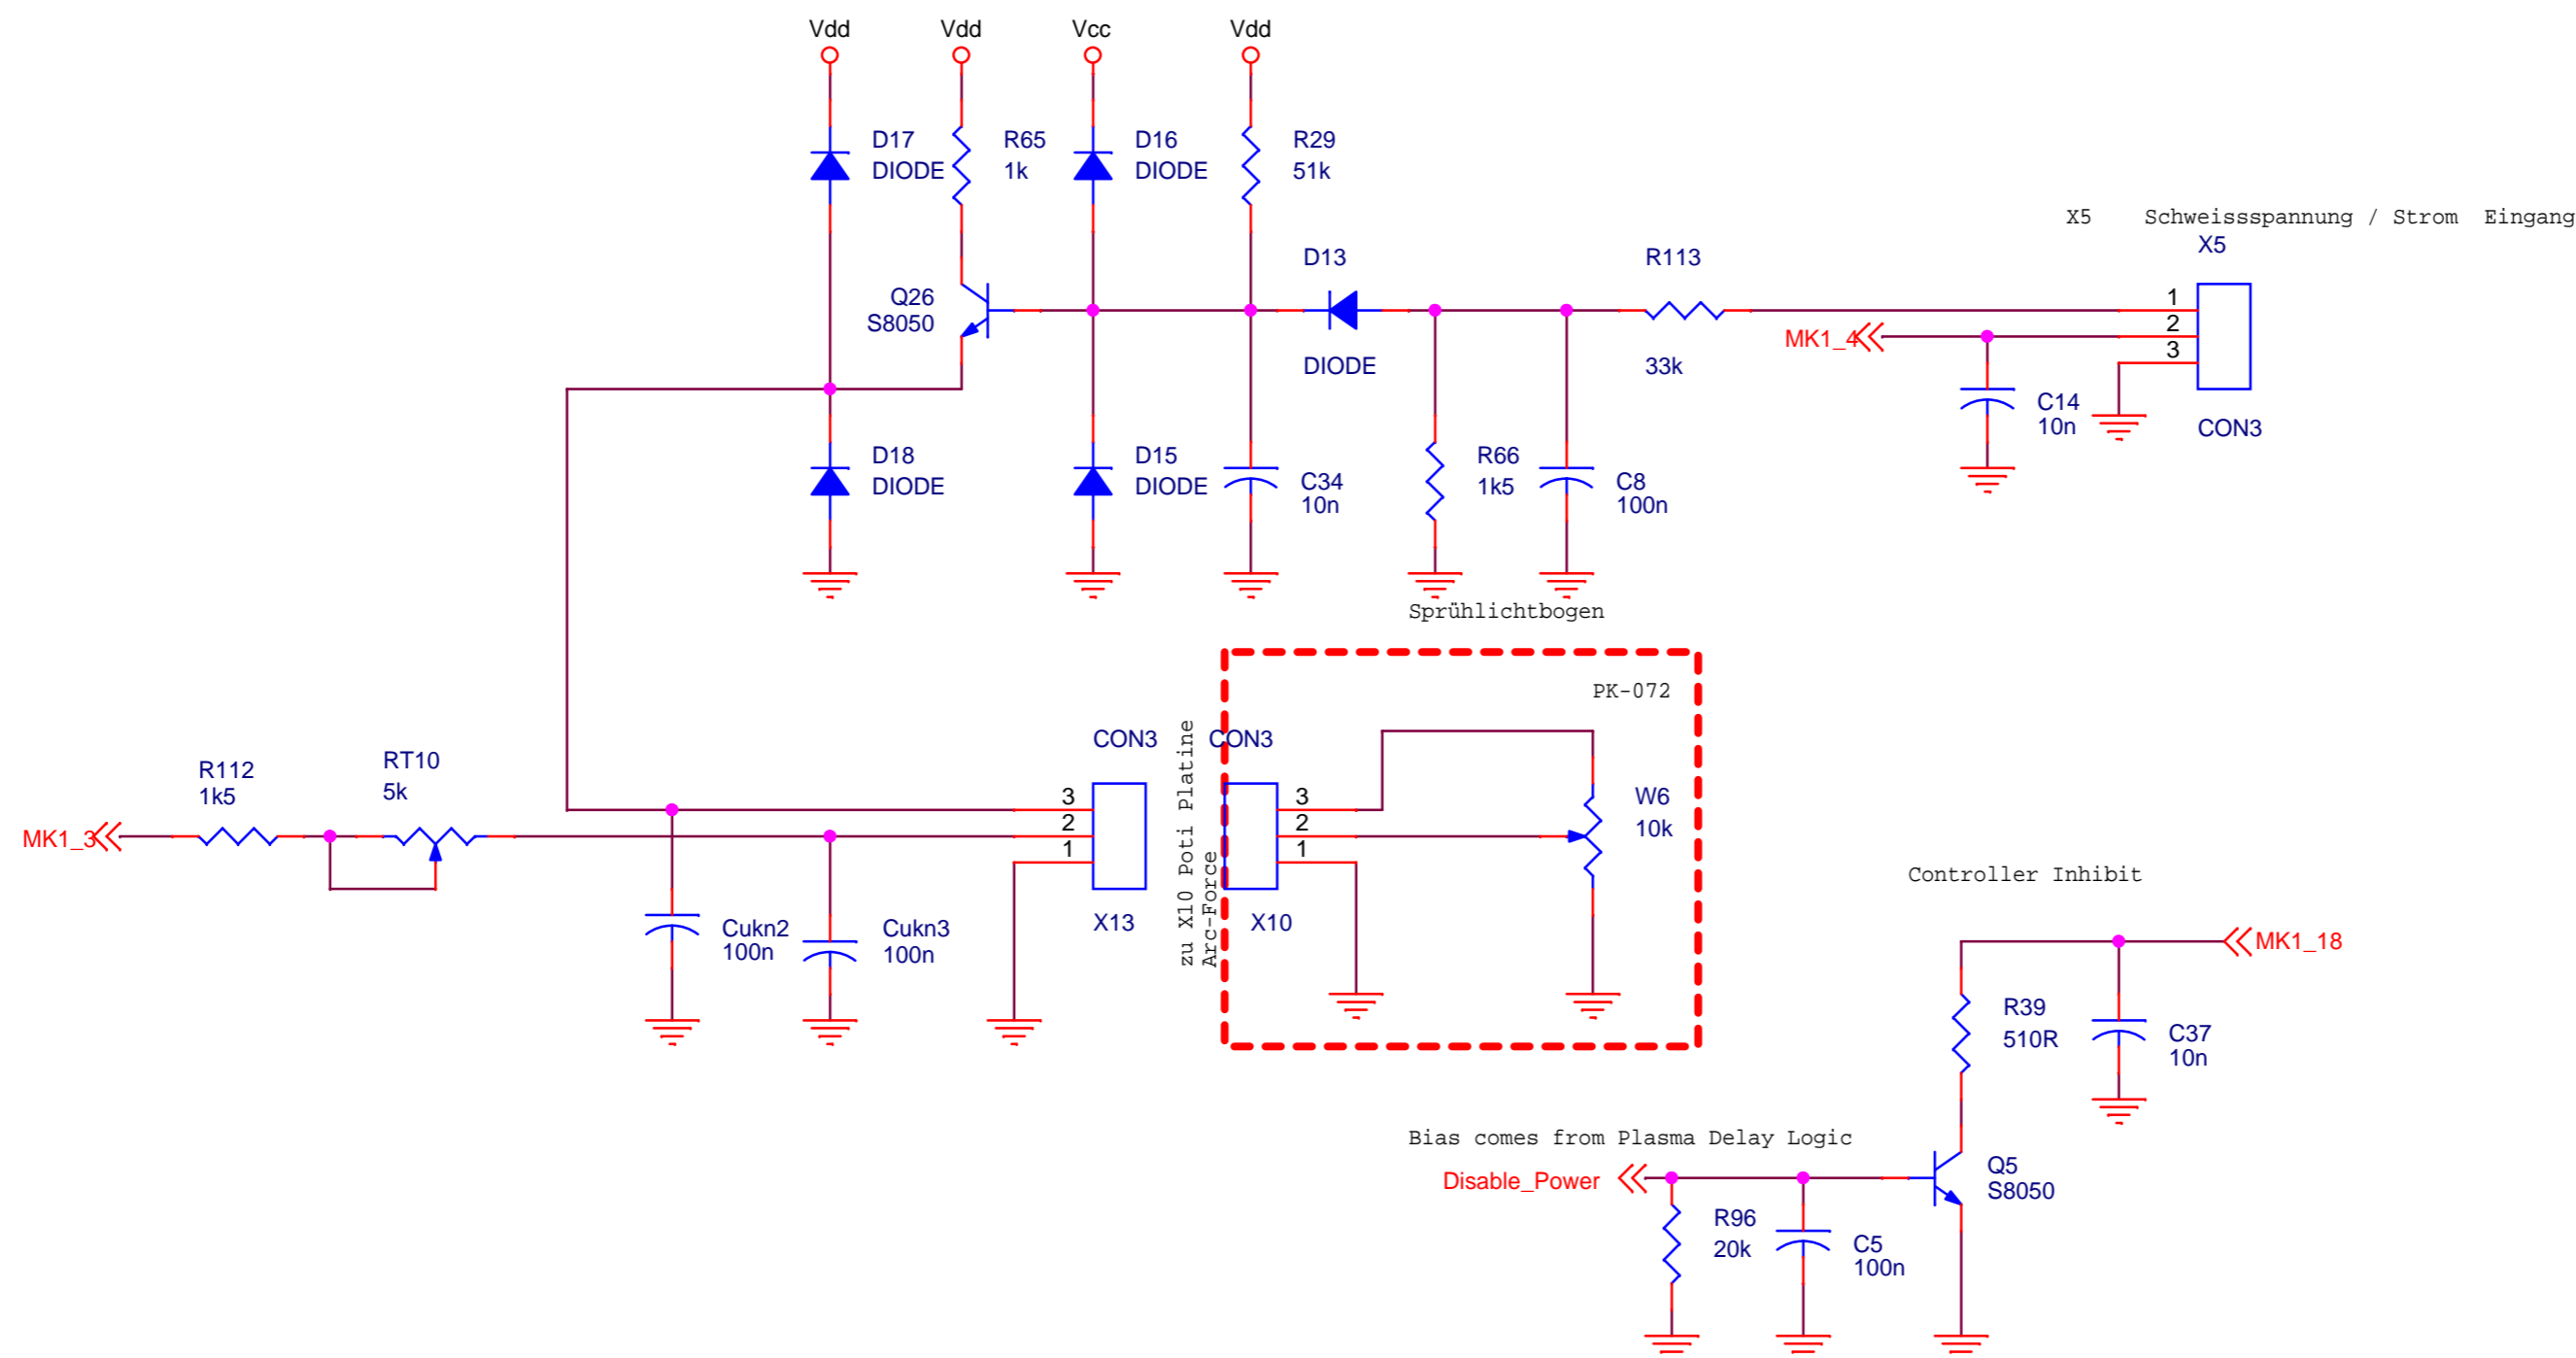 Vdd
Vdd
Vcc
Vdd
D17
DIODE
R65
1k
D16
DIODE
R29
51k
X5 Schweissspannung / Strom Eingang
X5
D13
DIODE
R113
33k
1
2
3
MK1_4
Q26
S8050
C14
10n
CON3
D18
DIODE
D15
DIODE
C34
10n
R66
1k5
C8
100n
Sprühlichtbogen
PK-072
CON3
CON3
zu X10 Poti Platine
Arc-Force
R112
1k5
RT10
5k
3
2
1
3
2
1
W6
10k
MK1_3
X13
X10
Cukn2
100n
Cukn3
100n
Controller Inhibit
MK1_18
R39
510R
C37
10n
Bias comes from Plasma Delay Logic
Disable_Power
Q5
S8050
R96
20k
C5
100n